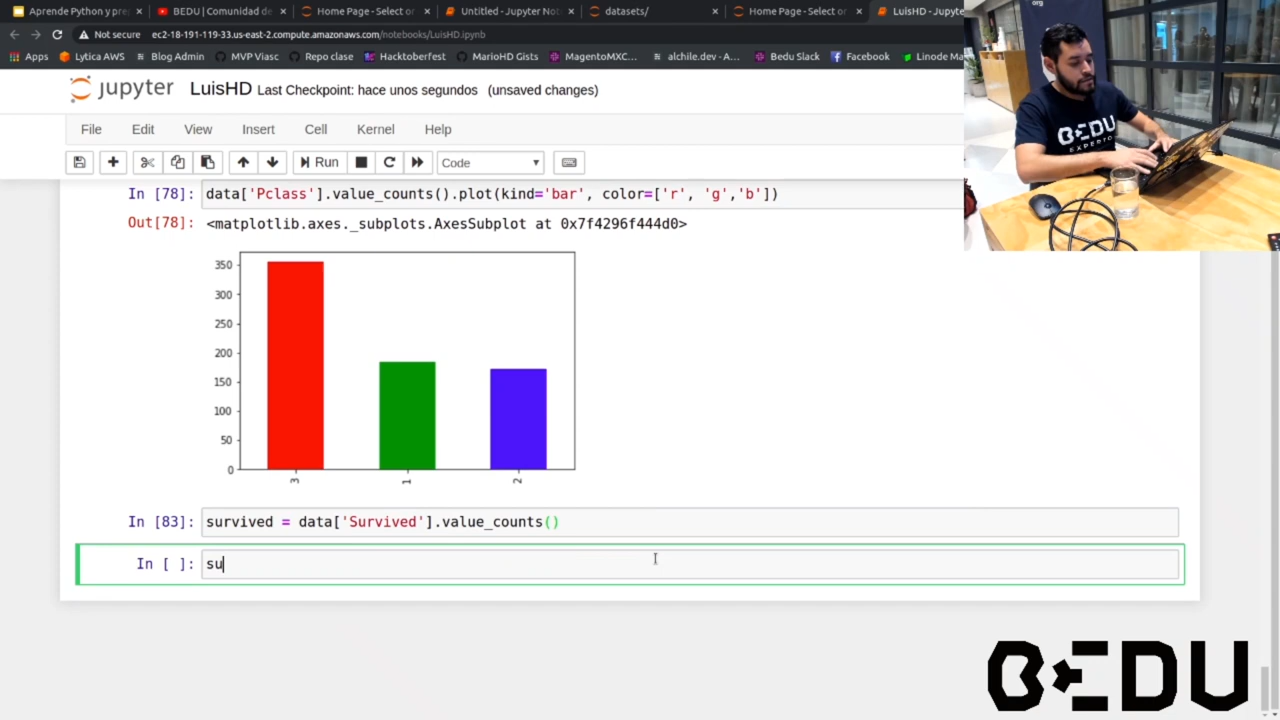 Aprende Python y pre
BEDU | Comunidad de
Home Page - Select or
Untitled - Jupyter Not
datasets/
Home Page - Select or
LuisHD - Jupyte
Not secure ec2-18-191-119-33.us-east-2.compute.amazonaws.com/notebooks/LuisHD.ipynb
Apps Lytica AWS Blog Admin MVP Views Repo clase Hacktoberfest MarioHD Gists MagentoMXC... alchile.dev - A... Bedu Slack Facebook Linode Ma
jupyter LuisHD Last Checkpoint: hace unos segundos (unsaved changes)
File Edit View Insert Cell Kernel Help
Run Code
In [78]: data['Pclass'].value_counts().plot(kind='bar', color=['r', 'g','b'])
Out[78]: <matplotlib.axes._subplots.AxesSubplot at 0x7f4296f444d0>
350
300
250
200
150
100
50
0
3 1 2
In [83]: survived = data['Survived'].value_counts()
In [ ]: su
org
BEDU
EXPERTO
BEDU